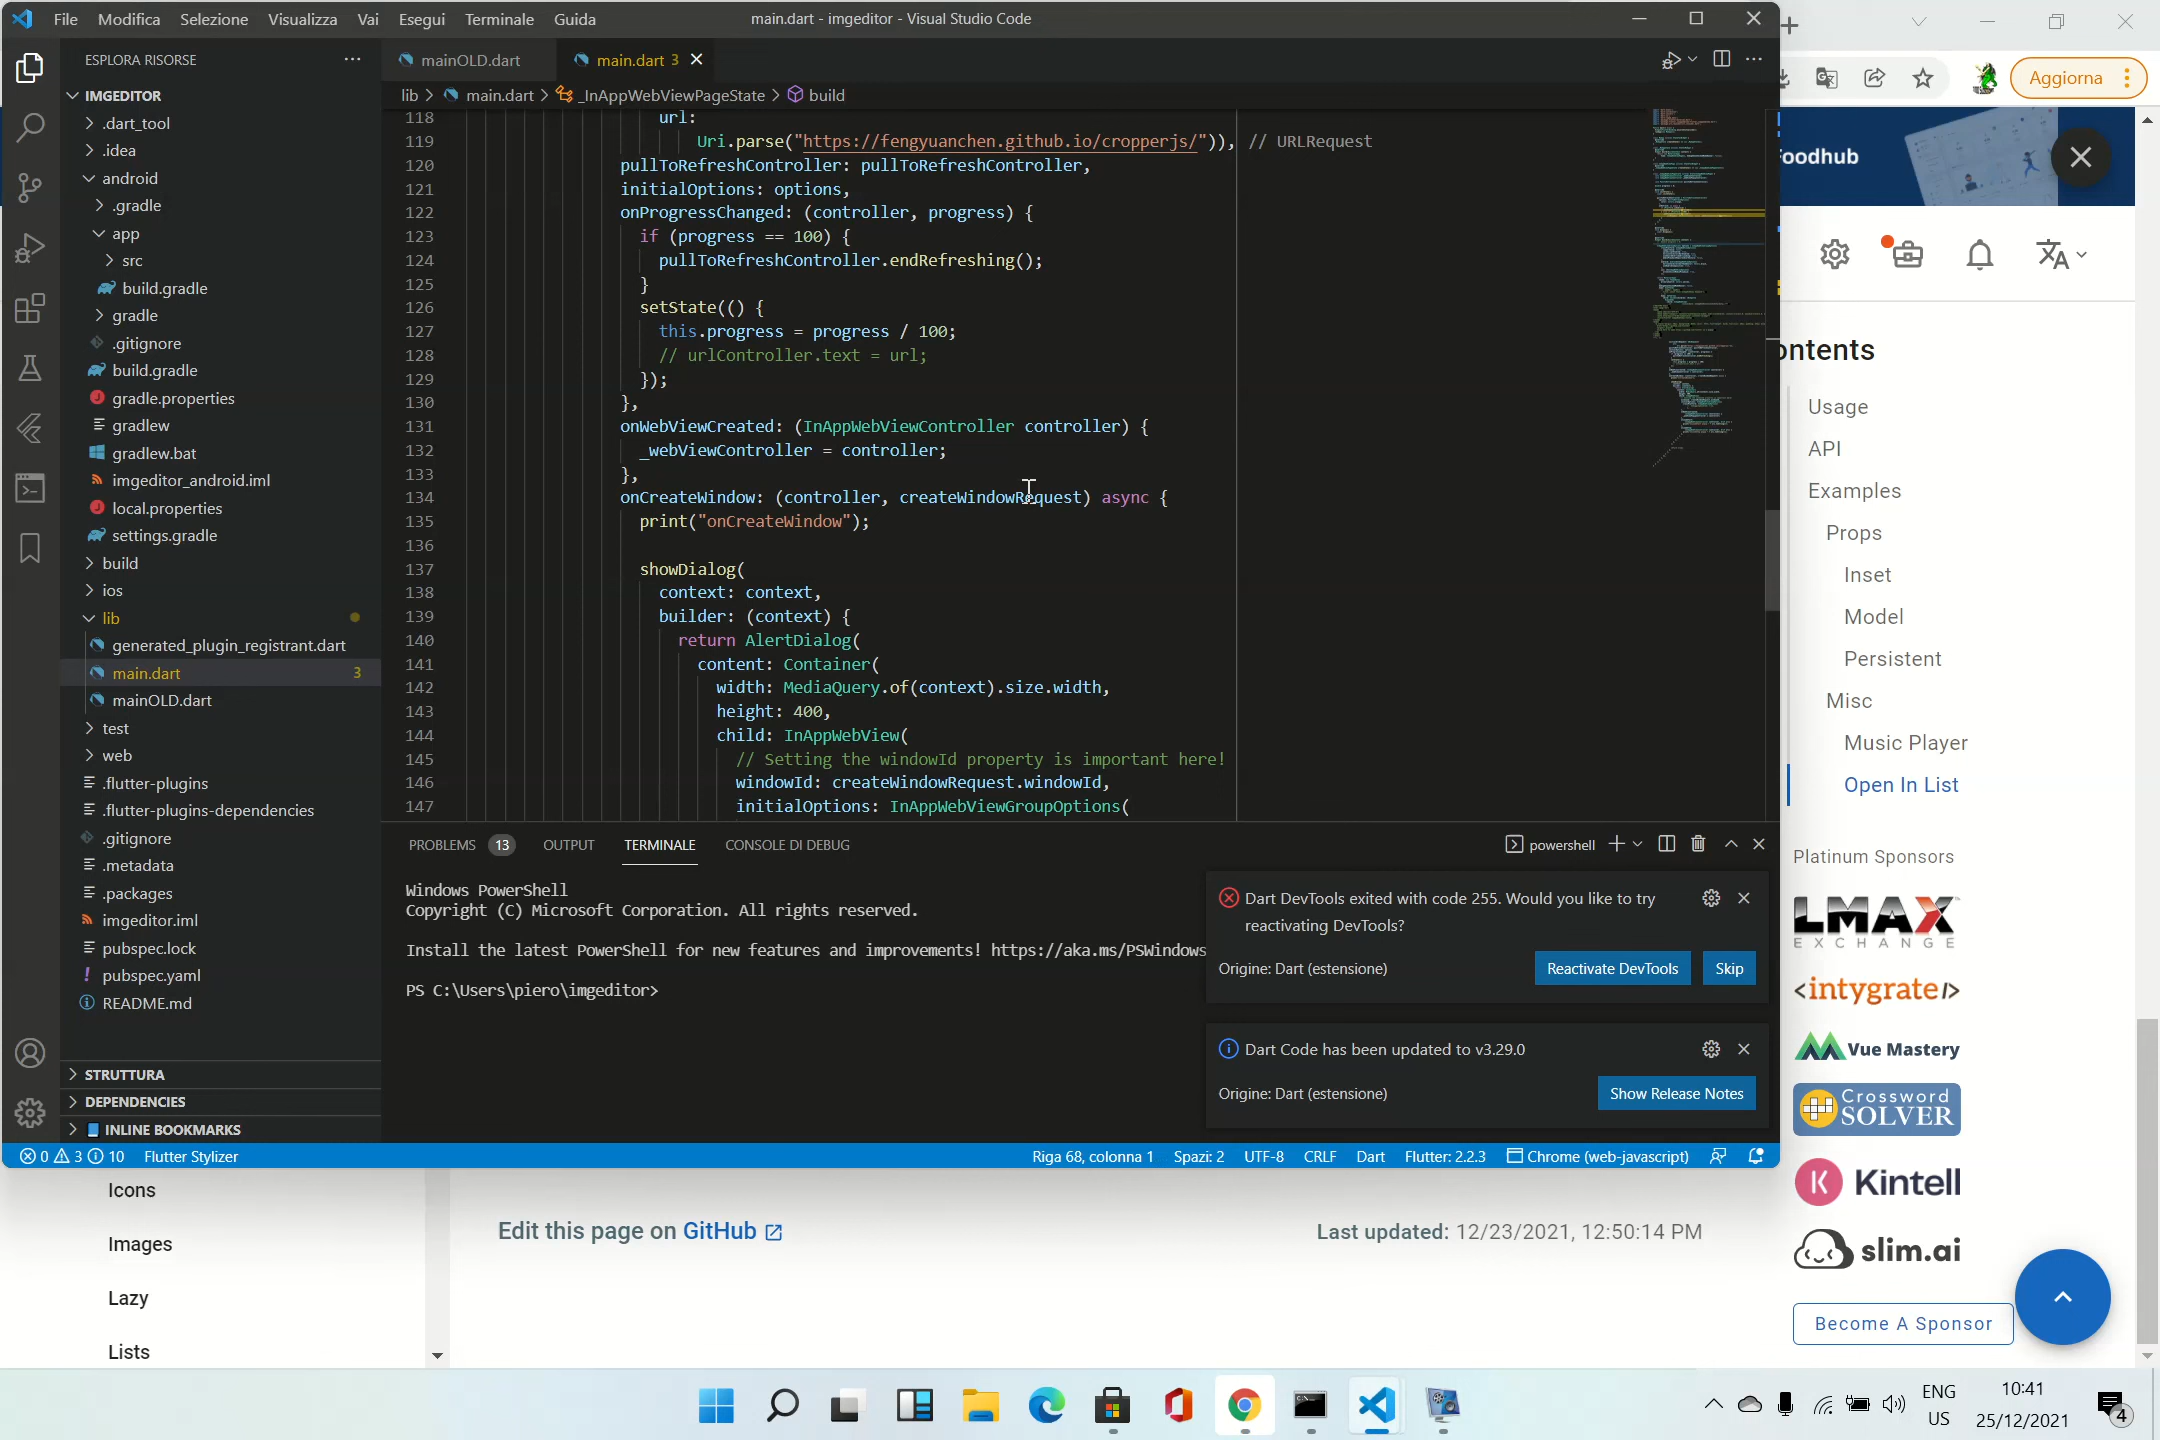 File Modifica Selezione Visualizza Vai Esegui Terminale Guida
main.dart - imgeditor - Visual Studio Code
ESPLORA RISORSE
IMGEDITOR
.dart_tool
.idea
android
.gradle
app
src
build.gradle
gradle
.gitignore
build.gradle
gradle.properties
gradlew
gradlew.bat
imgeditor_android.iml
local.properties
settings.gradle
build
ios
lib
generated_plugin_registrant.dart
main.dart 3
mainOLD.dart
test
web
.flutter-plugins
.flutter-plugins-dependencies
.gitignore
.metadata
.packages
imgeditor.iml
pubspec.lock
pubspec.yaml
README.md
STRUTTURA
DEPENDENCIES
INLINE BOOKMARKS
mainOLD.dart
main.dart 3
lib > main.dart > _InAppWebViewPageState > build
118 url:
119 Uri.parse("https://fengyuanchen.github.io/cropperjs/")), // URLRequest
120 pullToRefreshController: pullToRefreshController,
121 initialOptions: options,
122 onProgressChanged: (controller, progress) {
123 if (progress == 100) {
124 pullToRefreshController.endRefreshing();
125 }
126 setState(() {
127 this.progress = progress / 100;
128 // urlController.text = url;
129 });
130 },
131 onWebViewCreated: (InAppWebViewController controller) {
132 _webViewController = controller;
133 },
134 onCreateWindow: (controller, createWindowRequest) async {
135 print("onCreateWindow");
136
137 showDialog(
138 context: context,
139 builder: (context) {
140 return AlertDialog(
141 content: Container(
142 width: MediaQuery.of(context).size.width,
143 height: 400,
144 child: InAppWebView(
145 // Setting the windowId property is important here!
146 windowId: createWindowRequest.windowId,
147 initialOptions: InAppWebViewGroupOptions(
PROBLEMS 13 OUTPUT TERMINALE CONSOLE DI DEBUG
powershell
Windows PowerShell
Copyright (C) Microsoft Corporation. All rights reserved.
Install the latest PowerShell for new features and improvements! https://aka.ms/PSWindows
PS C:\Users\piero\imgeditor>
Dart DevTools exited with code 255. Would you like to try
reactivating DevTools?
Origine: Dart (estensione)
Reactivate DevTools
Skip
Dart Code has been updated to v3.29.0
Origine: Dart (estensione)
Show Release Notes
0 3 10 Flutter Stylizer
Riga 68, colonna 1 Spazi: 2 UTF-8 CRLF Dart Flutter: 2.2.3 Chrome (web-javascript)
Aggiorna
oodhub
ontents
Usage
API
Examples
Props
Inset
Model
Persistent
Misc
Music Player
Open In List
Platinum Sponsors
LMAX
EXCHANGE
<intygrate/>
Vue Mastery
Crossword
SOLVER
K Kintell
slim.ai
Become A Sponsor
Icons
Images
Lazy
Lists
Edit this page on GitHub
Last updated: 12/23/2021, 12:50:14 PM
ENG
US
10:41
25/12/2021
4